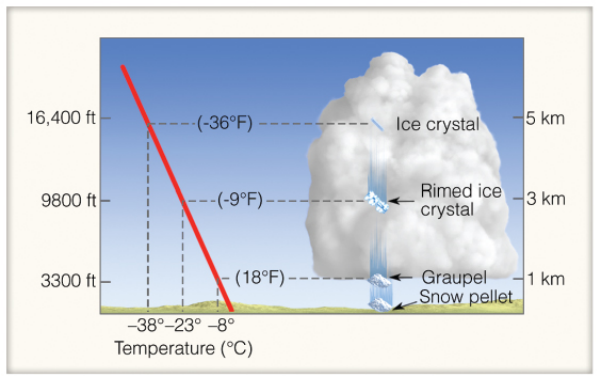 16,400 ft
(-36°F)
Ice crystal
5 km
9800 ft
(-9°F)
Rimed ice
crystal
3 km
3300 ft
(18°F)
Graupel
1 km
Snow pellet
–38° –23° –8°
Temperature (°C)